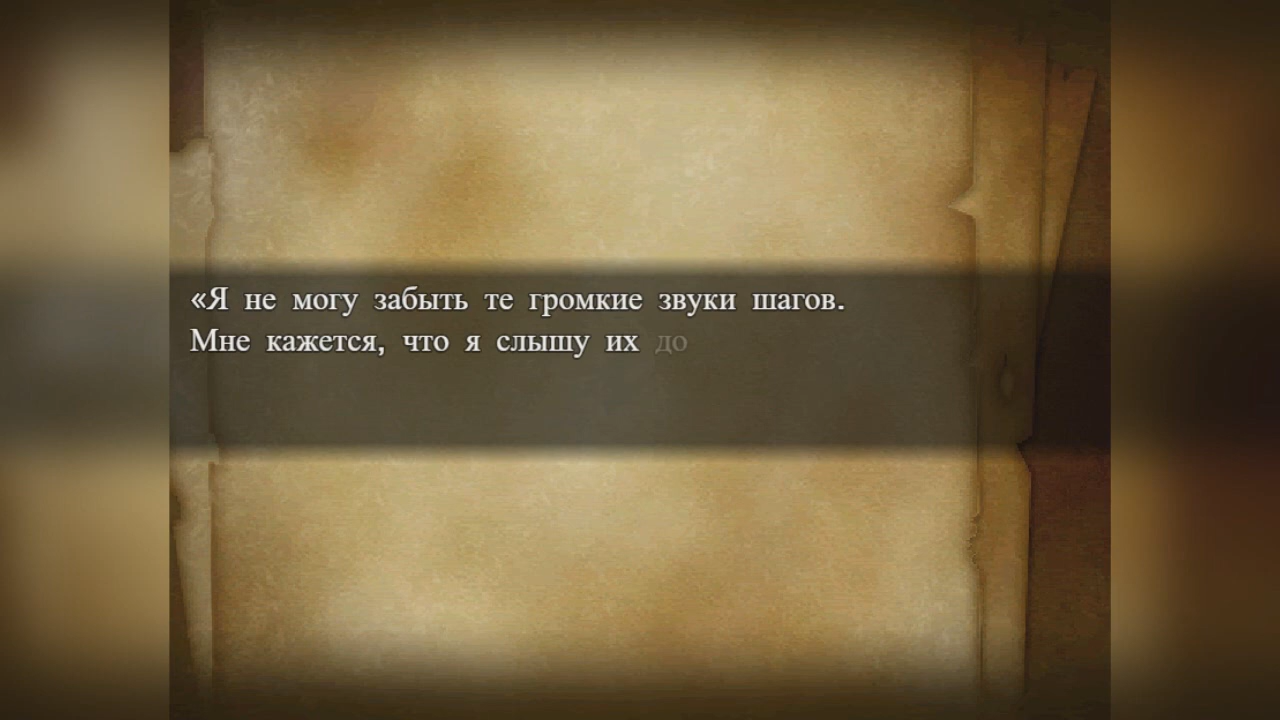 «Я не могу забыть те громкие звуки шагов.
Мне кажется, что я слышу их до